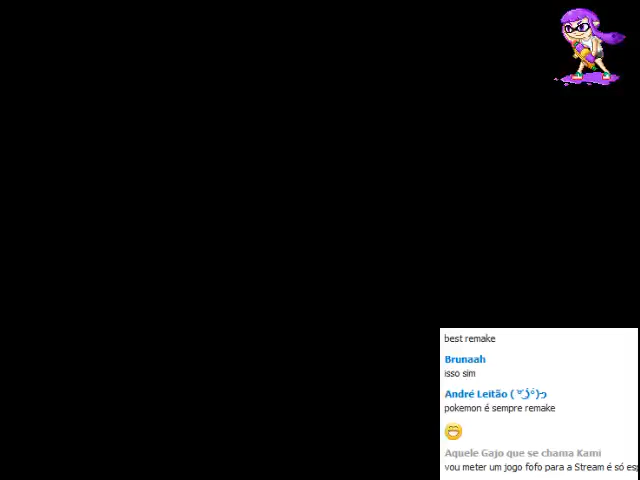 best remake
Brunaah
isso sim
André Leitão ( ͡° ͜ʖ ͡°)
pokemon é sempre remake
Aquele Gajo que se chama Kami
vou meter um jogo fofo para a Stream é só esp